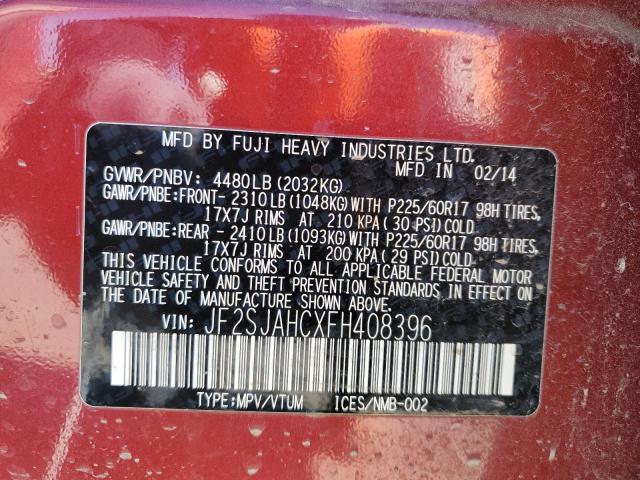 MFD BY FUJI HEAVY INDUSTRIES LTD.
MFD IN 02/14
GVWR/PNBV: 4480LB (2032KG)
GAWR/PNBE:FRONT- 2310LB (1048KG)WITH P225/60R17 98H TIRES,
17X7J RIMS AT 210 KPA ( 30 PSI)COLD
GAWR/PNBE:REAR - 2410LB (1093KG)WITH P225/60R17 98H TIRES,
17X7J RIMS AT 200 KPA ( 29 PSI)COLD
THIS VEHICLE CONFORMS TO ALL APPLICABLE FEDERAL MOTOR
VEHICLE SAFETY AND THEFT PREVENTION STANDARDS IN EFFECT
ON THE DATE OF MANUFACTURE SHOWN ABOVE.
VIN: JF2SJAHCXFH408396
TYPE:MPV/VTUM ICES/NMB-002